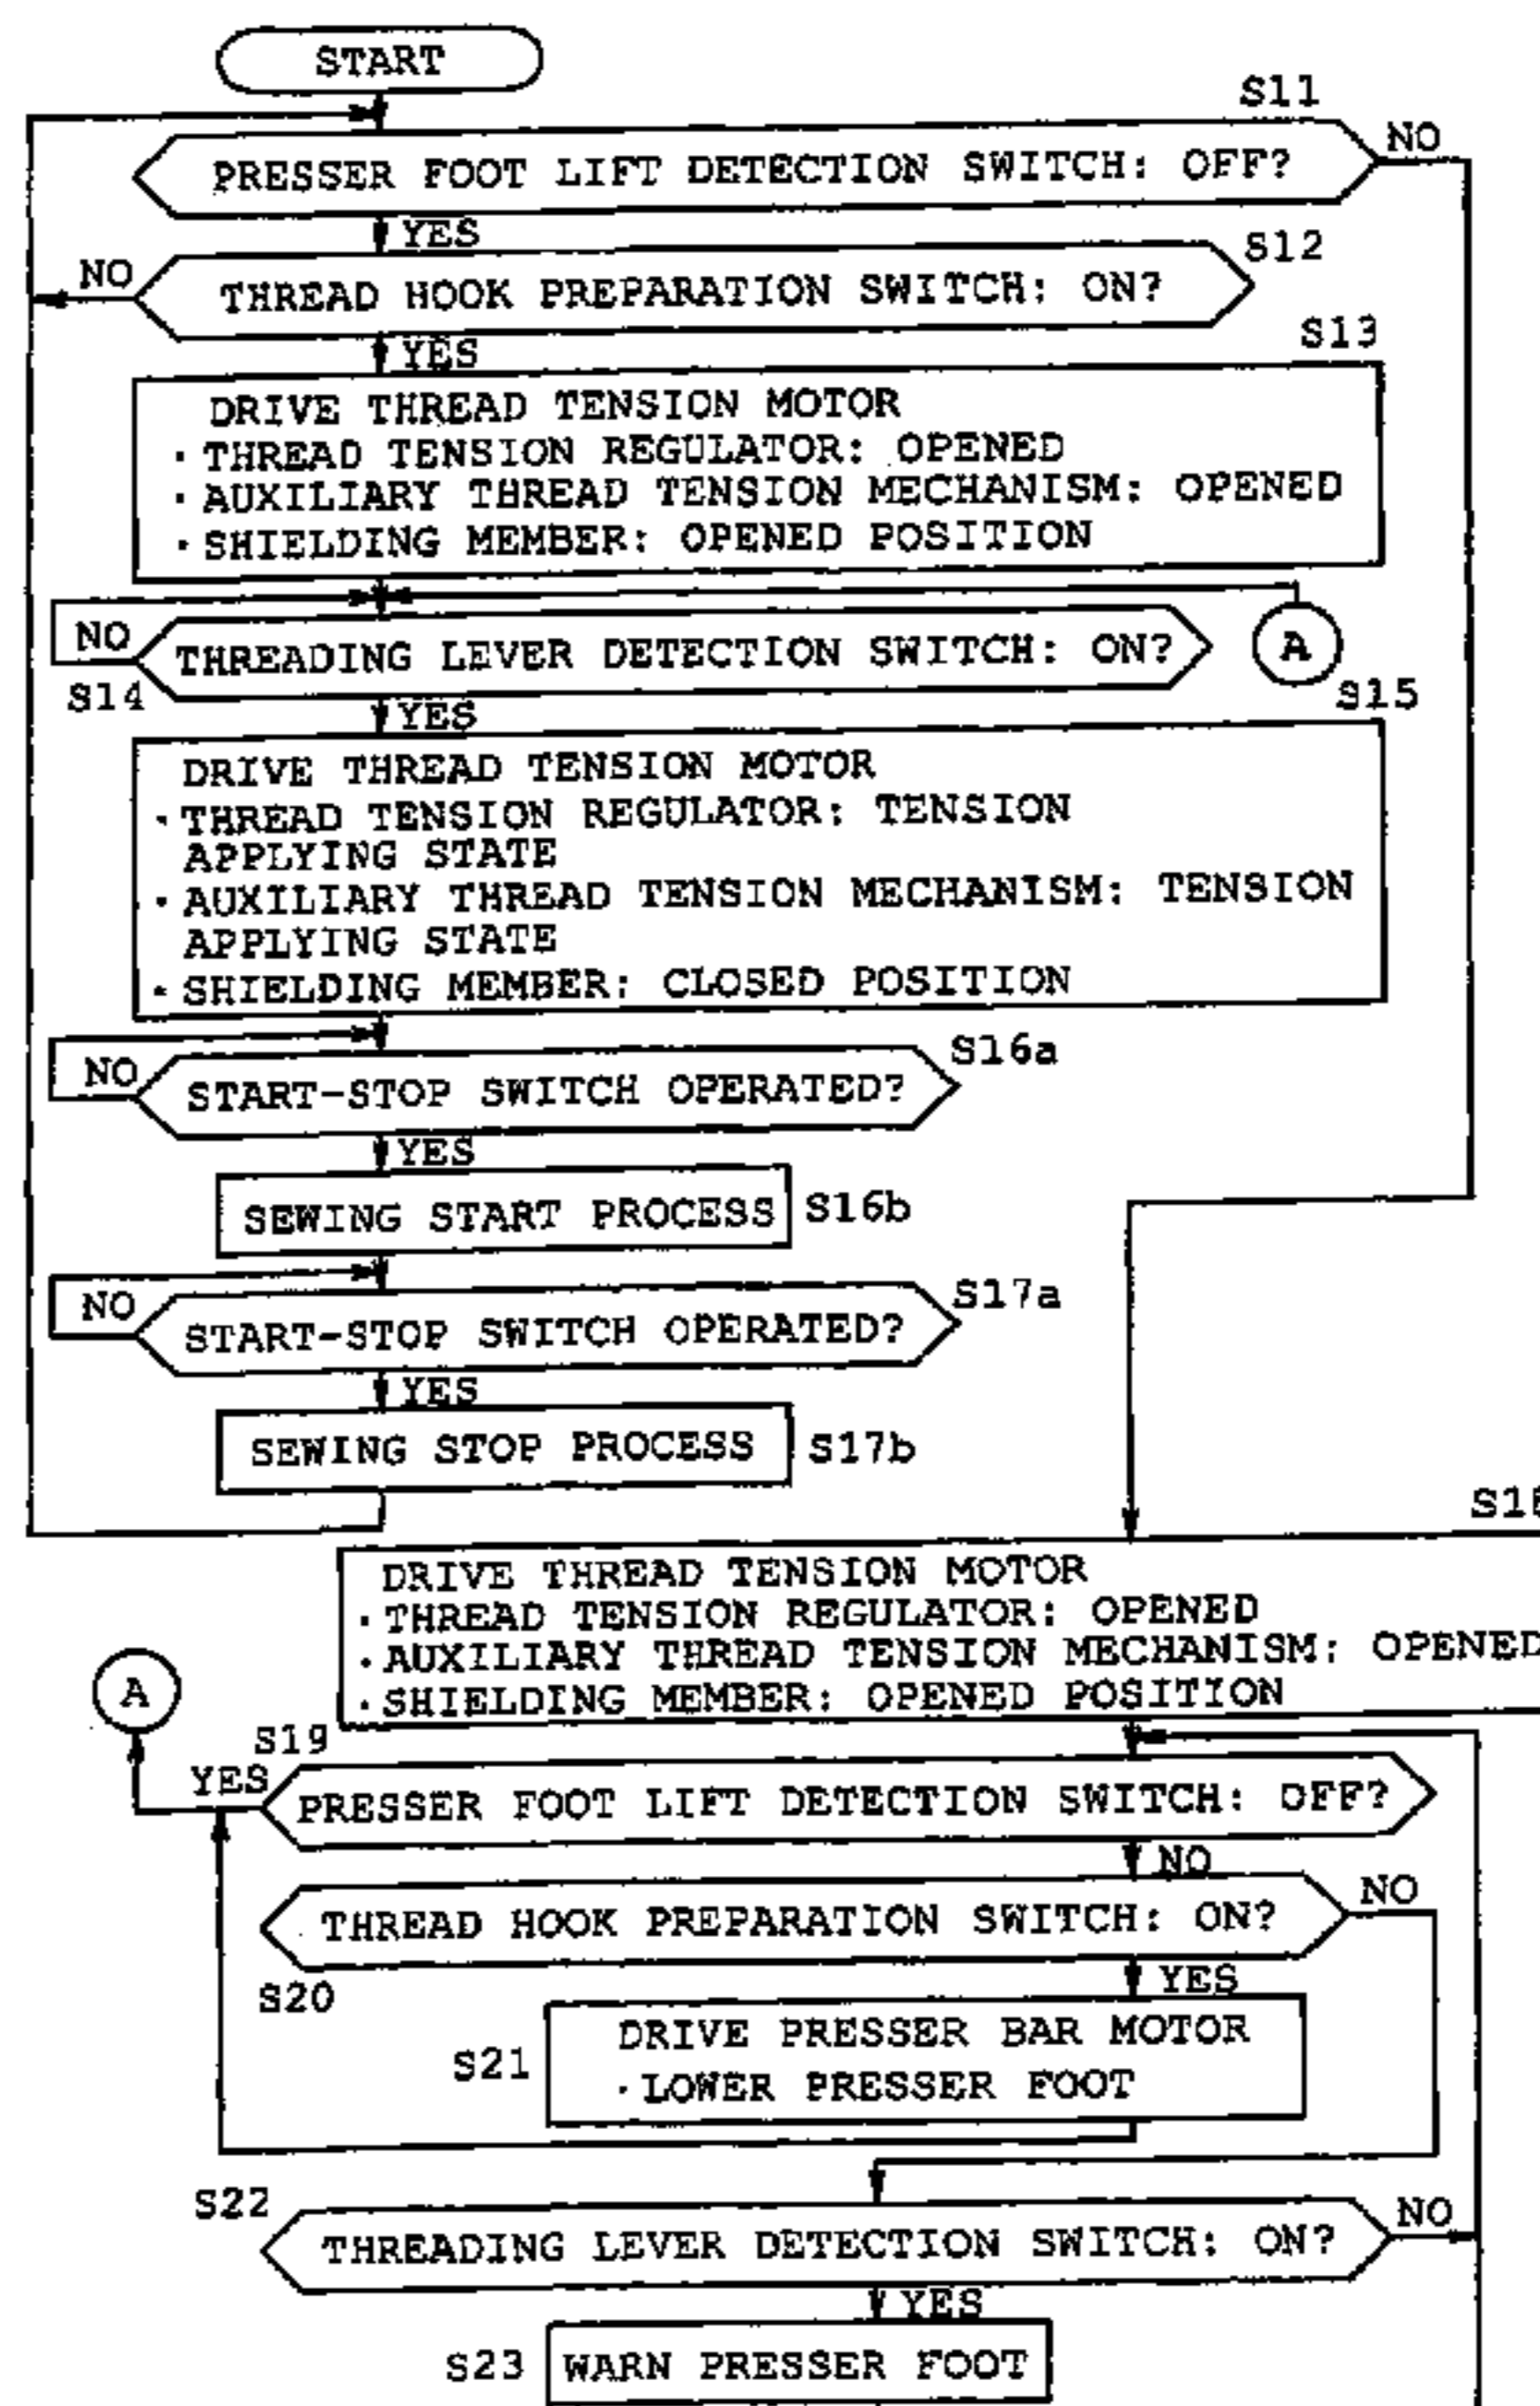 START
S11
PRESSER FOOT LIFT DETECTION SWITCH: OFF?
NO
YES
S12
NO
THREAD HOOK PREPARATION SWITCH: ON?
YES
S13
DRIVE THREAD TENSION MOTOR
· THREAD TENSION REGULATOR: OPENED
· AUXILIARY THREAD TENSION MECHANISM: OPENED
· SHIELDING MEMBER: OPENED POSITION
NO
THREADING LEVER DETECTION SWITCH: ON?
A
S14
YES
S15
DRIVE THREAD TENSION MOTOR
· THREAD TENSION REGULATOR: TENSION
APPLYING STATE
· AUXILIARY THREAD TENSION MECHANISM: TENSION
APPLYING STATE
· SHIELDING MEMBER: CLOSED POSITION
S16a
NO
START-STOP SWITCH OPERATED?
YES
SEWING START PROCESS
S16b
S17a
NO
START-STOP SWITCH OPERATED?
YES
SEWING STOP PROCESS
S17b
DRIVE THREAD TENSION MOTOR
· THREAD TENSION REGULATOR: OPENED
· AUXILIARY THREAD TENSION MECHANISM: OPENED
· SHIELDING MEMBER: OPENED POSITION
A
S19
YES
PRESSER FOOT LIFT DETECTION SWITCH: OFF?
NO
THREAD HOOK PREPARATION SWITCH: ON?
NO
S20
YES
DRIVE PRESSER BAR MOTOR
· LOWER PRESSER FOOT
S21
S22
THREADING LEVER DETECTION SWITCH: ON?
NO
YES
S23
WARN PRESSER FOOT